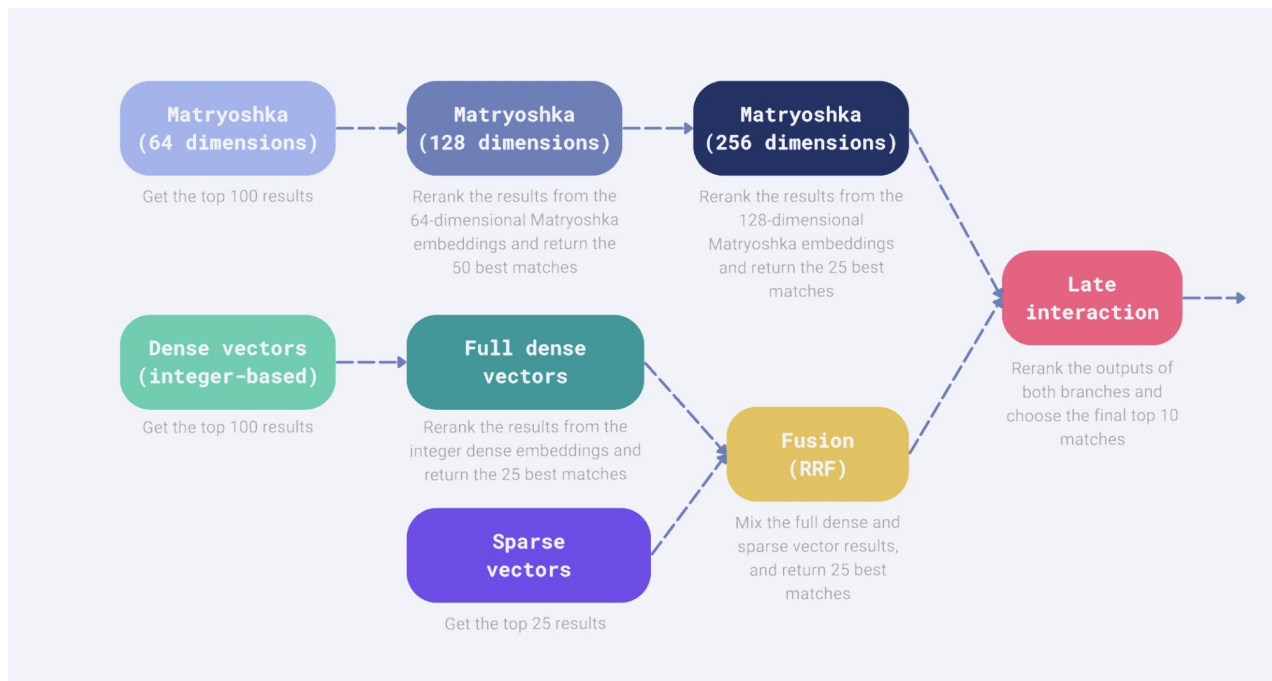 Matryoshka
(64 dimensions)
Get the top 100 results
Matryoshka
(128 dimensions)
Rerank the results from the
64-dimensional Matryoshka
embeddings and return the
50 best matches
Matryoshka
(256 dimensions)
Rerank the results from the
128-dimensional
Matryoshka embeddings
and return the 25 best
matches
Dense vectors
(integer-based)
Get the top 100 results
Full dense
vectors
Rerank the results from the
integer dense embeddings and
return the 25 best matches
Sparse
vectors
Get the top 25 results
Fusion
(RRF)
Mix the full dense and
sparse vector results,
and return 25 best
matches
Late
interaction
Rerank the outputs of
both branches and
choose the final top 10
matches